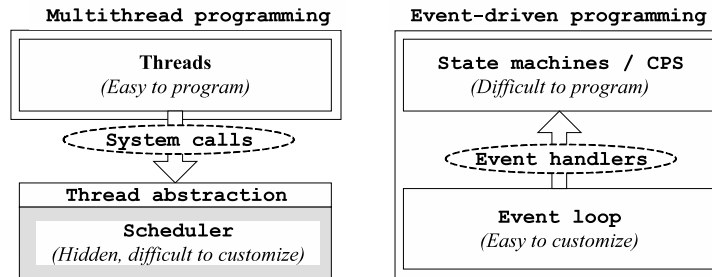 Multithread programming
Threads
(Easy to program)
System calls
Thread abstraction
Scheduler
(Hidden, difficult to customize)
Event-driven programming
State machines / CPS
(Difficult to program)
Event handlers
Event loop
(Easy to customize)